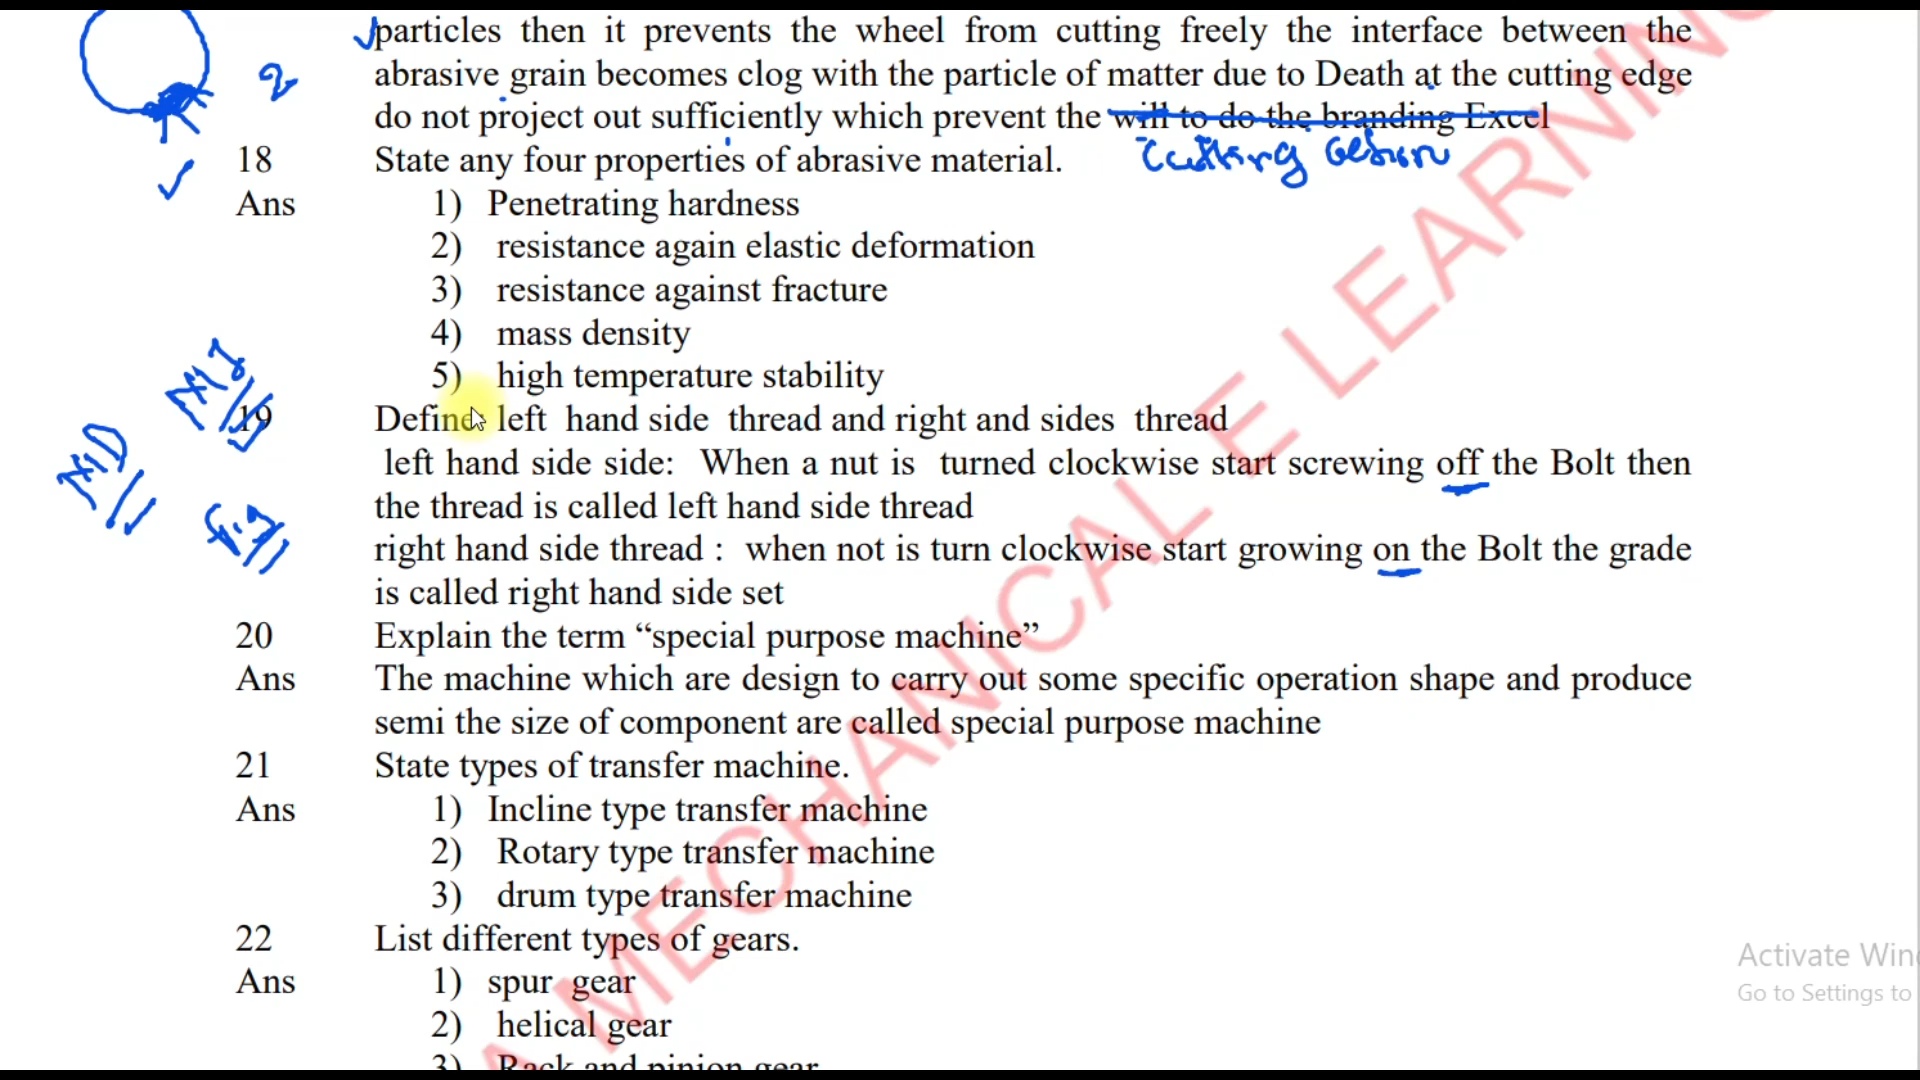 particles then it prevents the wheel from cutting freely the interface between the
abrasive grain becomes clog with the particle of matter due to Death at the cutting edge
2
do not project out sufficiently which prevent the will to do the branding Excel
18 State any four properties of abrasive material.
cutting action
Ans 1) Penetrating hardness
2) resistance again elastic deformation
3) resistance against fracture
4) mass density
5) high temperature stability
19 Define left hand side thread and right and sides thread
left hand side side: When a nut is turned clockwise start screwing off the Bolt then
the thread is called left hand side thread
right hand side thread : when not is turn clockwise start growing on the Bolt the grade
is called right hand side set
20 Explain the term “special purpose machine”
Ans The machine which are design to carry out some specific operation shape and produce
semi the size of component are called special purpose machine
21 State types of transfer machine.
Ans 1) Incline type transfer machine
2) Rotary type transfer machine
3) drum type transfer machine
22 List different types of gears.
Ans 1) spur gear
2) helical gear
3) Rack and pinion gear
A MECHANICAL E LEARNING
Activate Win
Go to Settings to